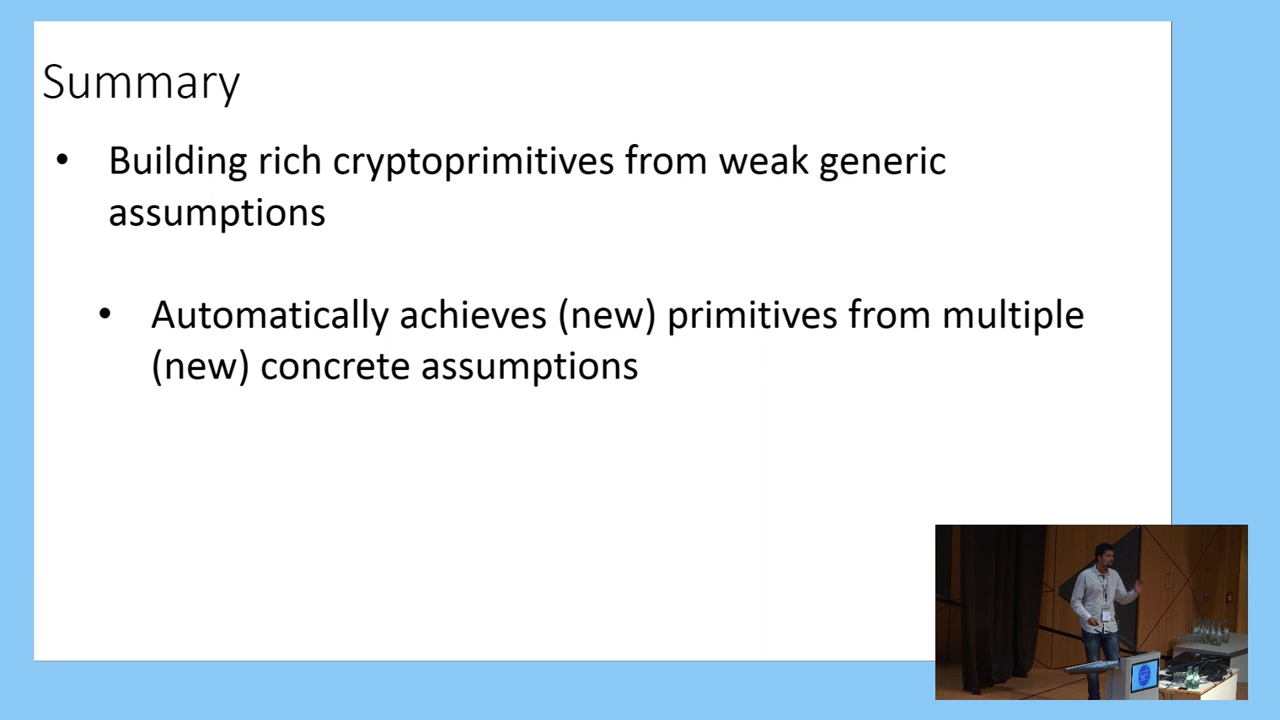 Summary
• Building rich cryptoprimitives from weak generic
assumptions
• Automatically achieves (new) primitives from multiple
(new) concrete assumptions